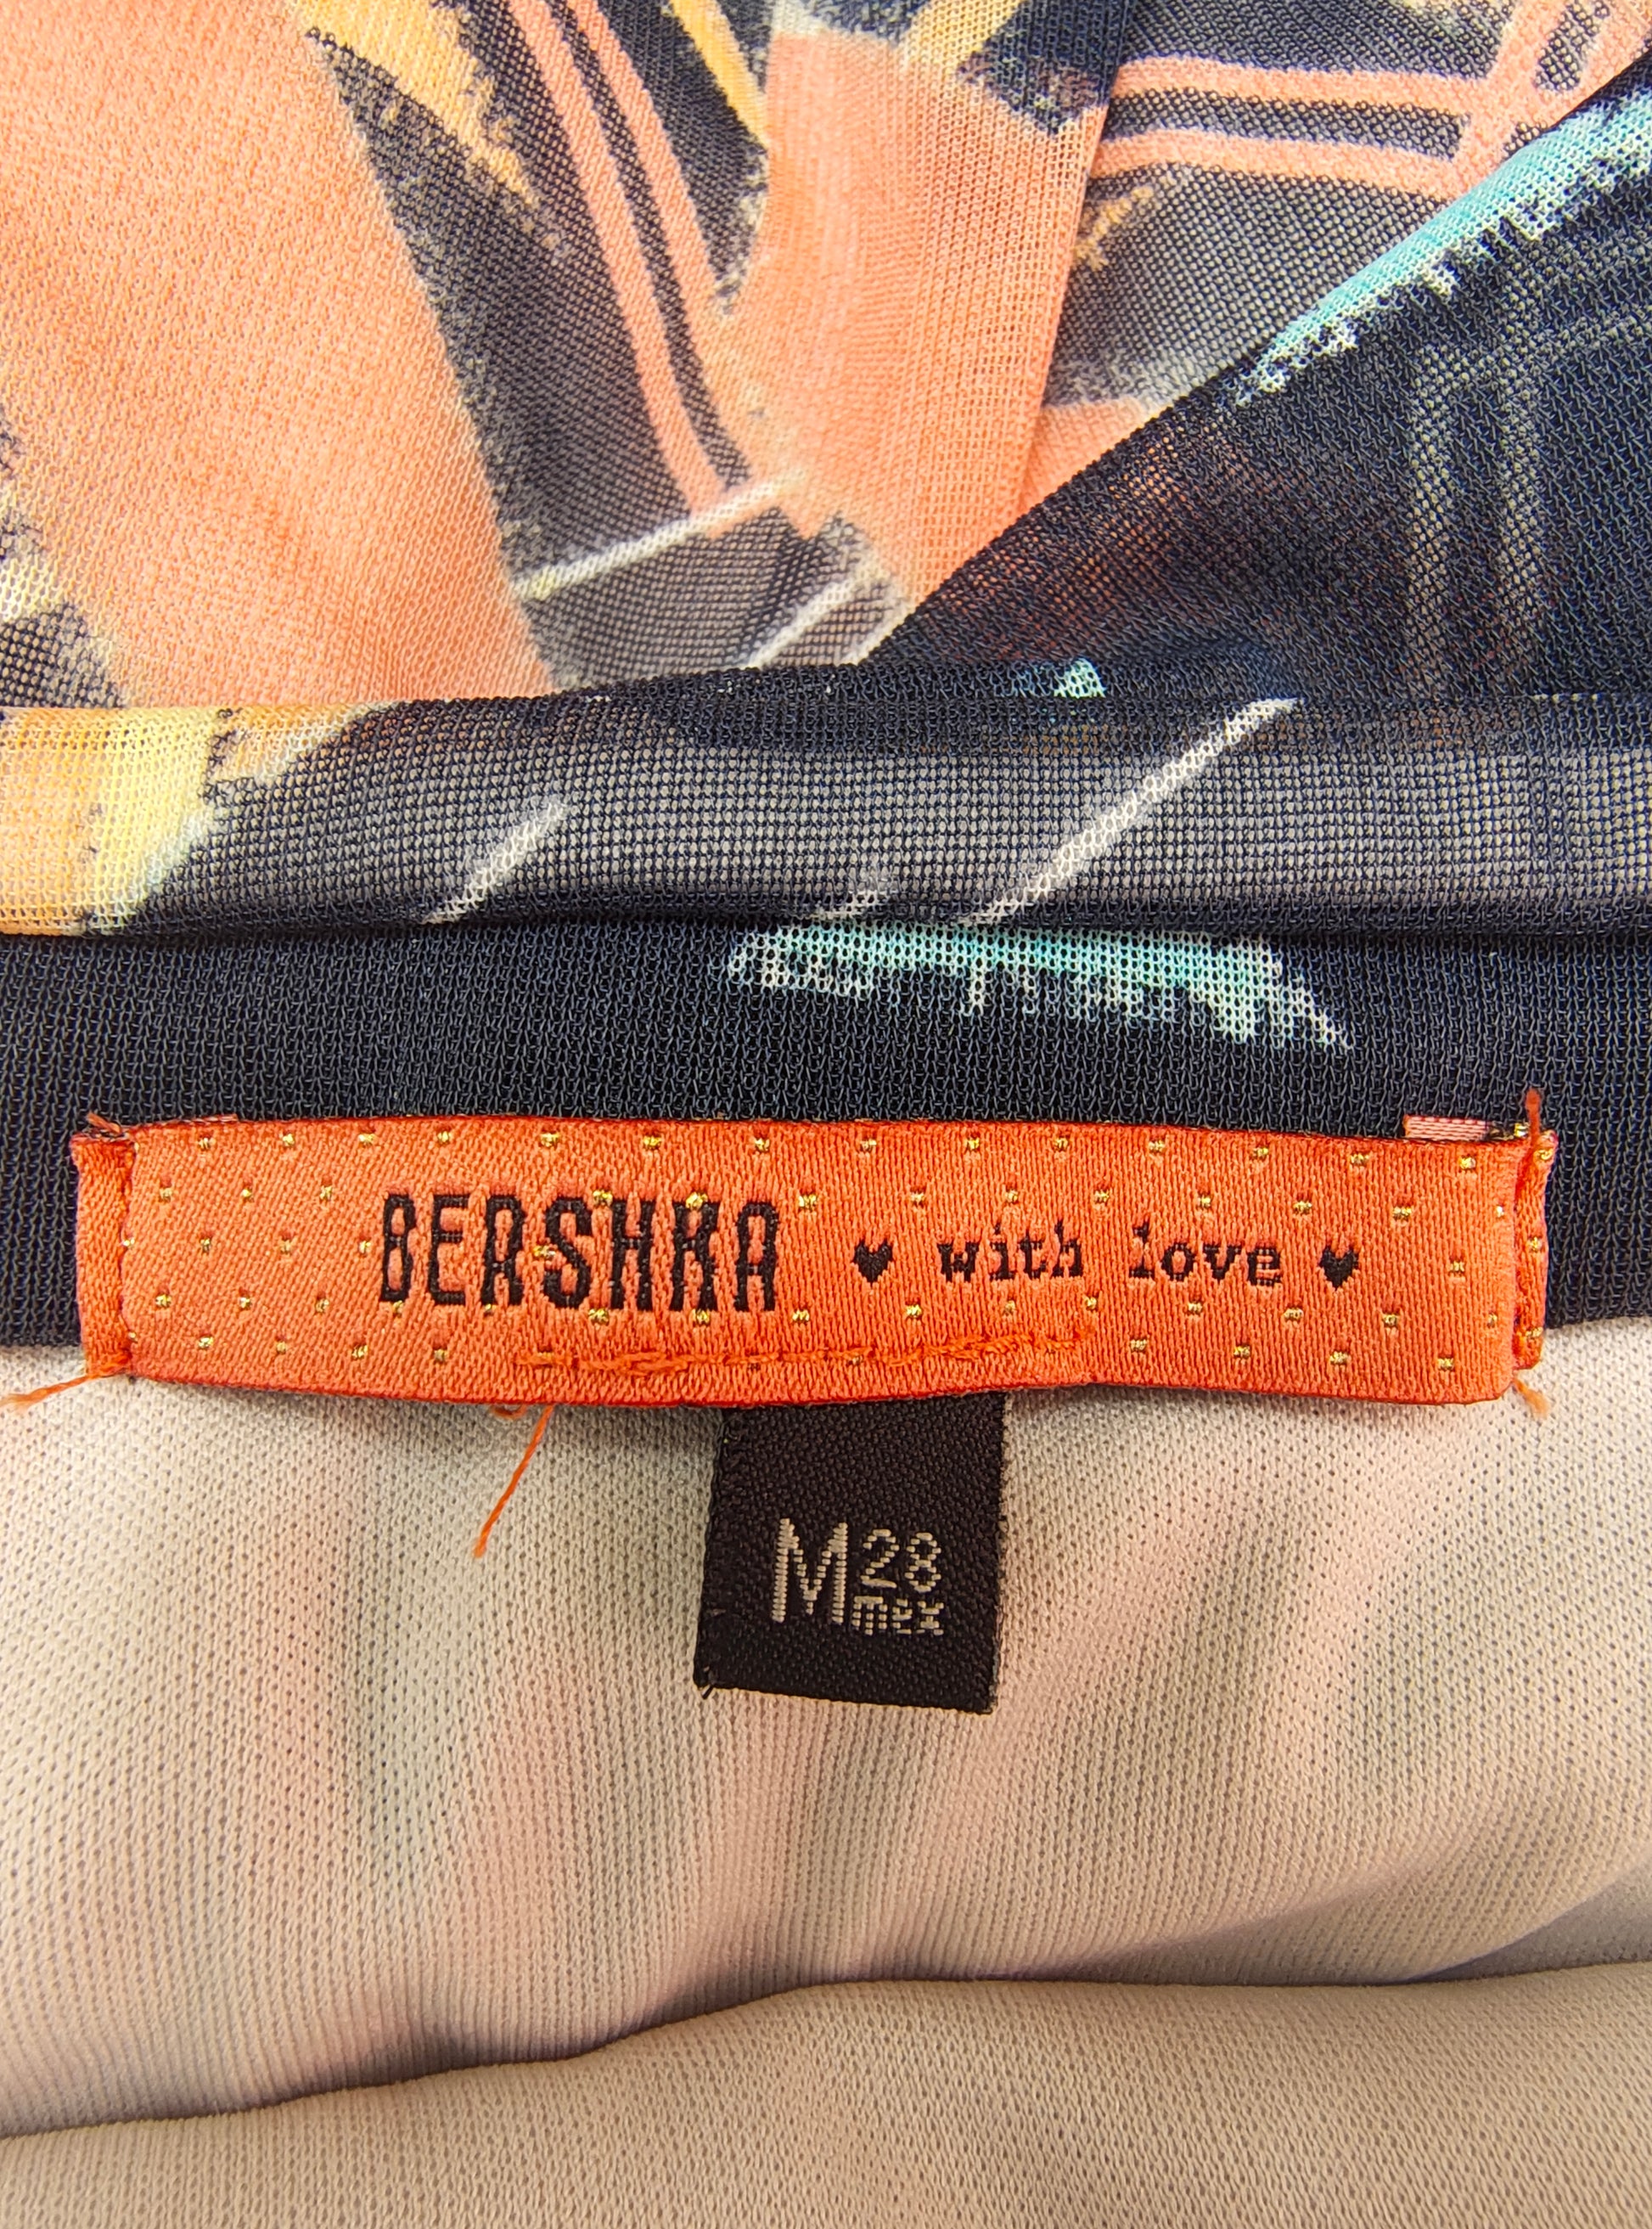 BERSHKA ♥ with love ♥
M 28
mex